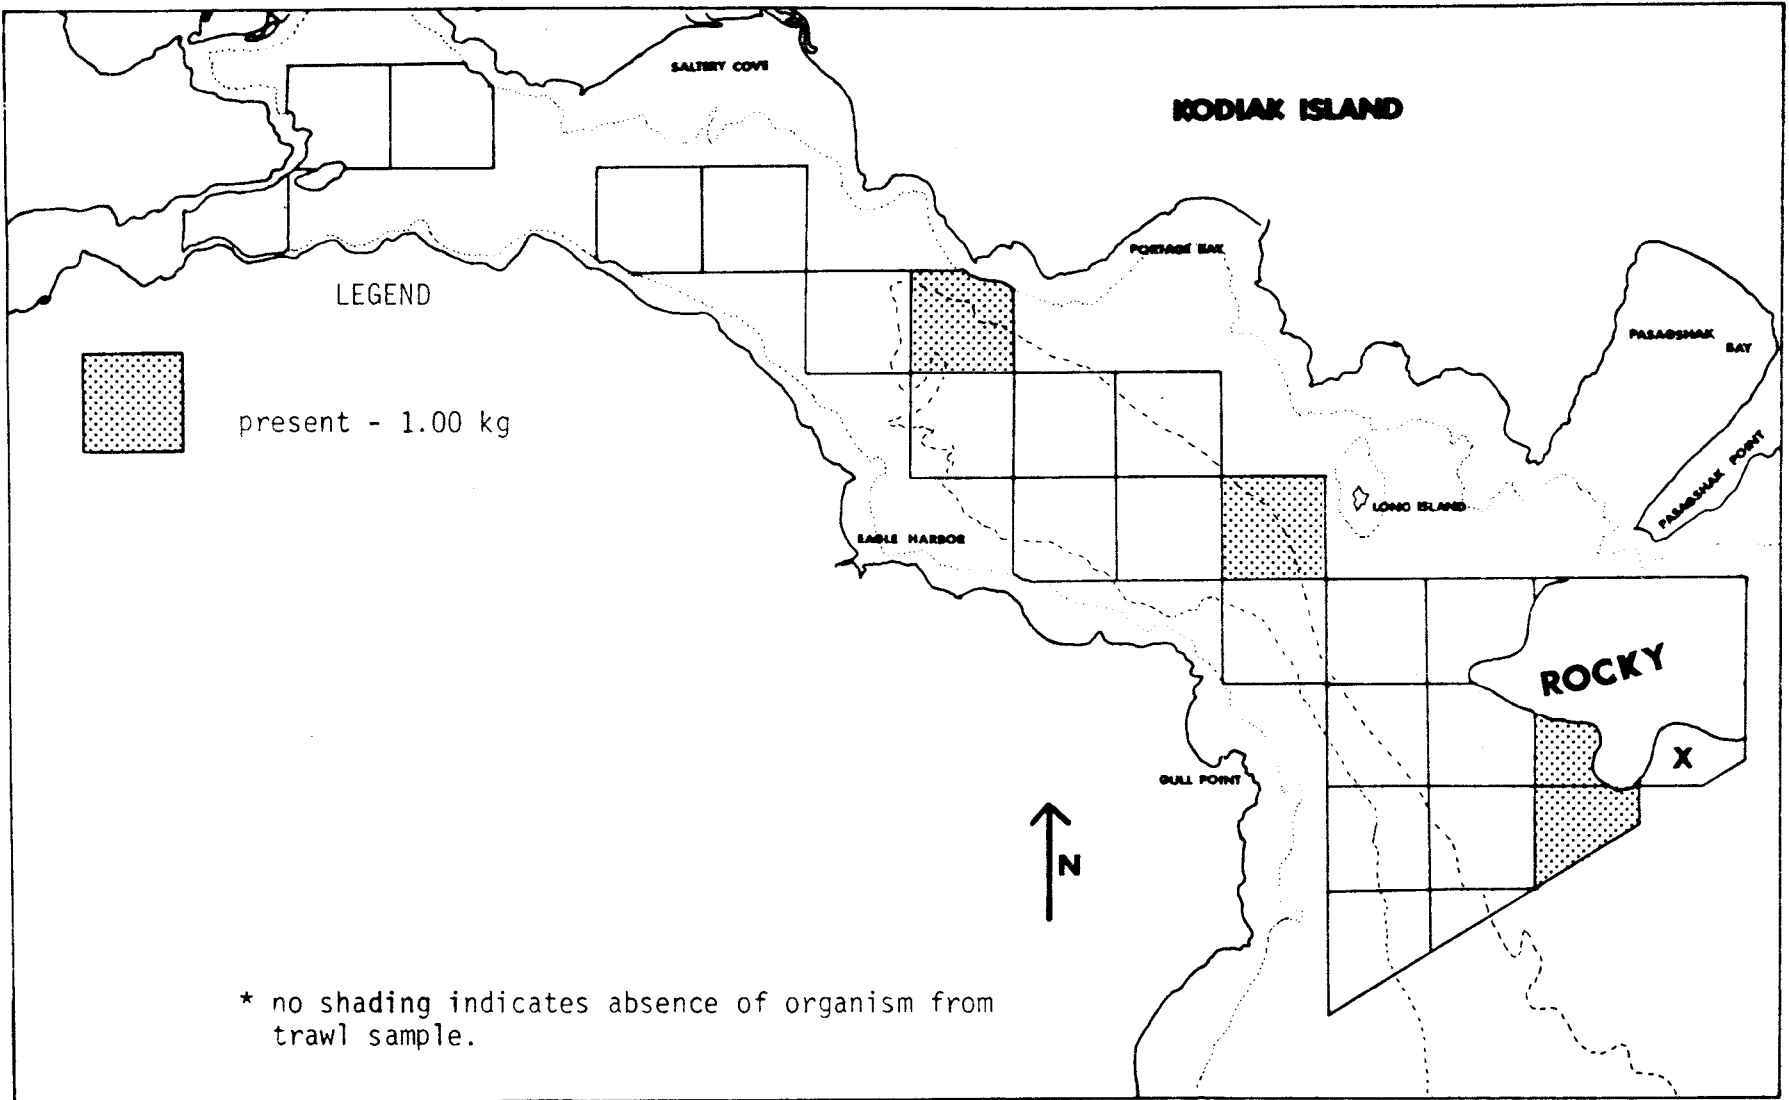 SALTERY COVE
KODIAK ISLAND
PORTAGE BAY
LEGEND
PASAGSHAK
BAY
present - 1.00 kg
PASAGSHAK POINT
LONG ISLAND
EAGLE HARBOR
ROCKY
X
GULL POINT
N
* no shading indicates absence of organism from
trawl sample.